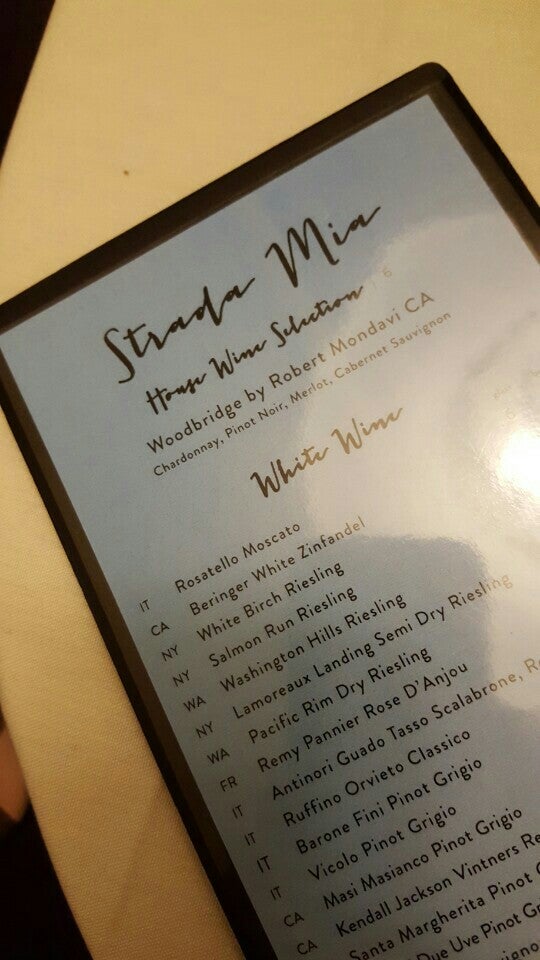 Strada Mia
House Wine Selection | 6
Woodbridge by Robert Mondavi CA
Chardonnay, Pinot Noir, Merlot, Cabernet Sauvignon
White Wine
IT Rosatello Moscato
CA Beringer White Zinfandel
NY White Birch Riesling
NY Salmon Run Riesling
WA Washington Hills Riesling
NY Lamoreaux Landing Semi Dry Riesling
WA Pacific Rim Dry Riesling
FR Remy Pannier Rose D'Anjou
IT Antinori Guado Tasso Scalabrone,
IT Ruffino Orvieto Classico
IT Barone Fini Pinot Grigio
IT Vicolo Pinot Grigio
CA Masi Masianco Pinot Grigio
CA Kendall Jackson Vintners
Santa Margherita Pinot
Due Uve Pinot